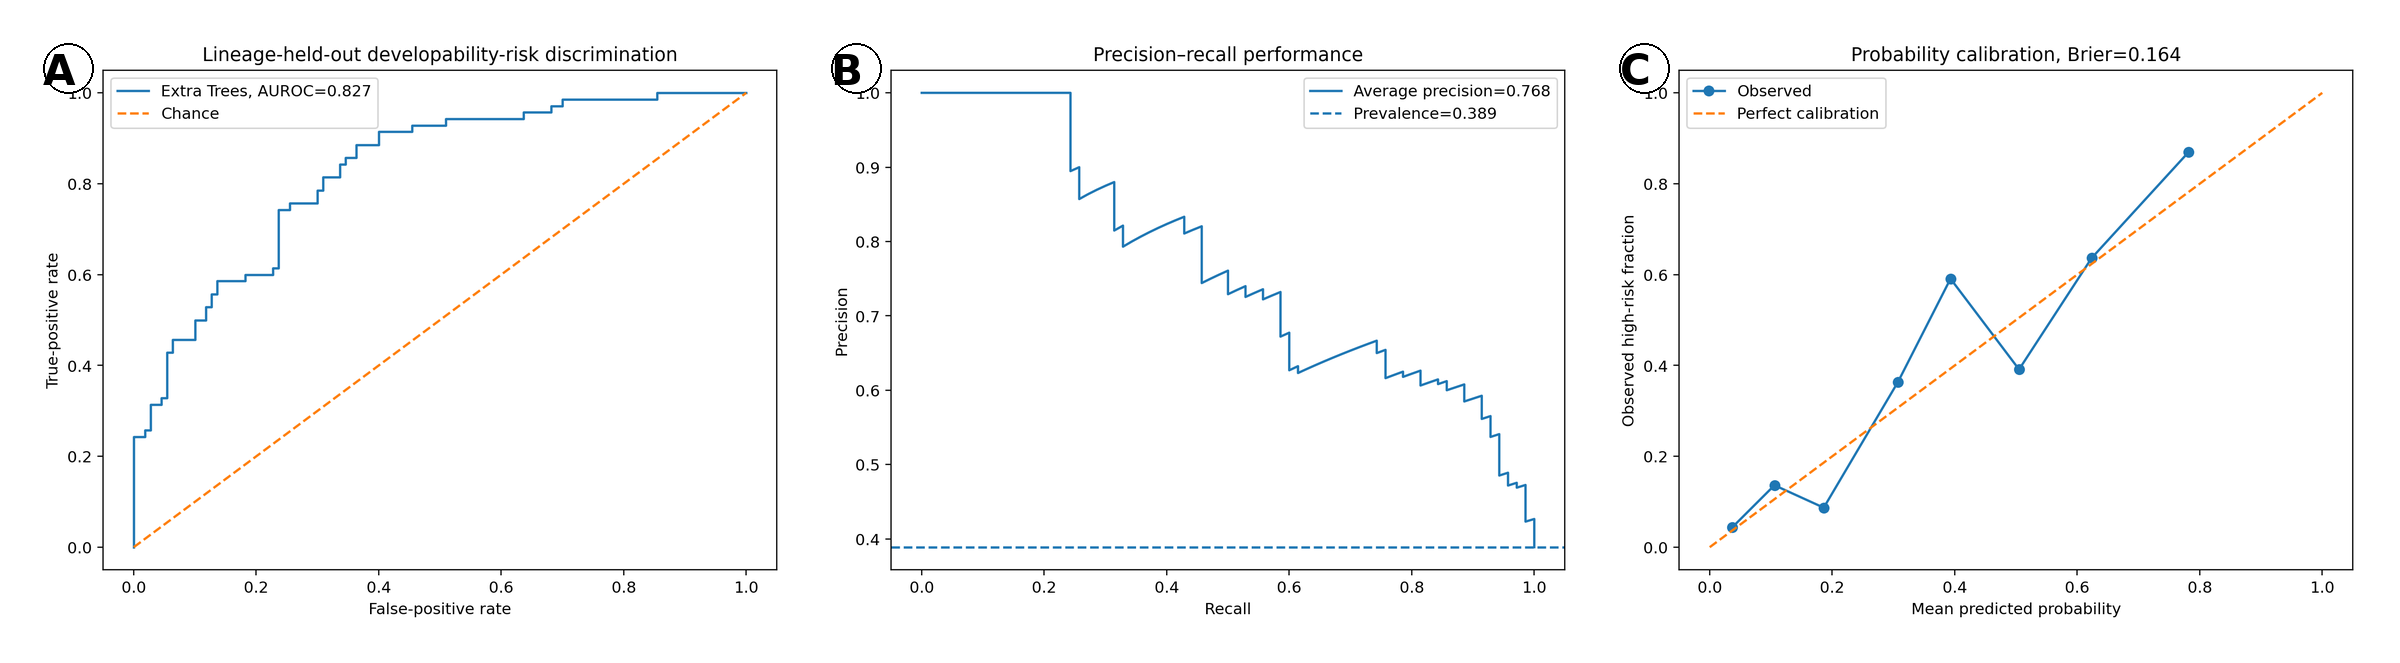 A
Lineage-held-out developability-risk discrimination
Extra Trees, AUROC=0.827
Chance
True-positive rate
1.0
0.8
0.6
0.4
0.2
0.0
0.0 0.2 0.4 0.6 0.8 1.0
False-positive rate
B
Precision–recall performance
Average precision=0.768
Prevalence=0.389
Precision
1.0
0.9
0.8
0.7
0.6
0.5
0.4
0.0 0.2 0.4 0.6 0.8 1.0
Recall
C
Probability calibration, Brier=0.164
Observed
Perfect calibration
Observed high-risk fraction
1.0
0.8
0.6
0.4
0.2
0.0
0.0 0.2 0.4 0.6 0.8 1.0
Mean predicted probability